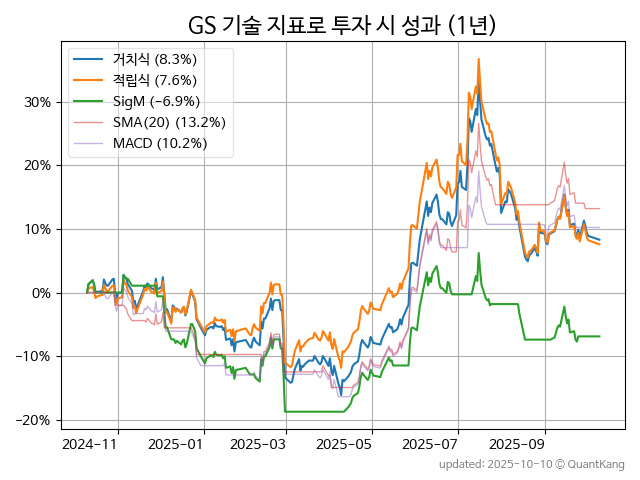 GS 기술 지표로 투자 시 성과 (1년)
거치식 (8.3%)
적립식 (7.6%)
SigM (−6.9%)
SMA(20) (13.2%)
MACD (10.2%)
30%
20%
10%
0%
−10%
−20%
2024-11
2025-01
2025-03
2025-05
2025-07
2025-09
updated: 2025-10-10 © QuantKang